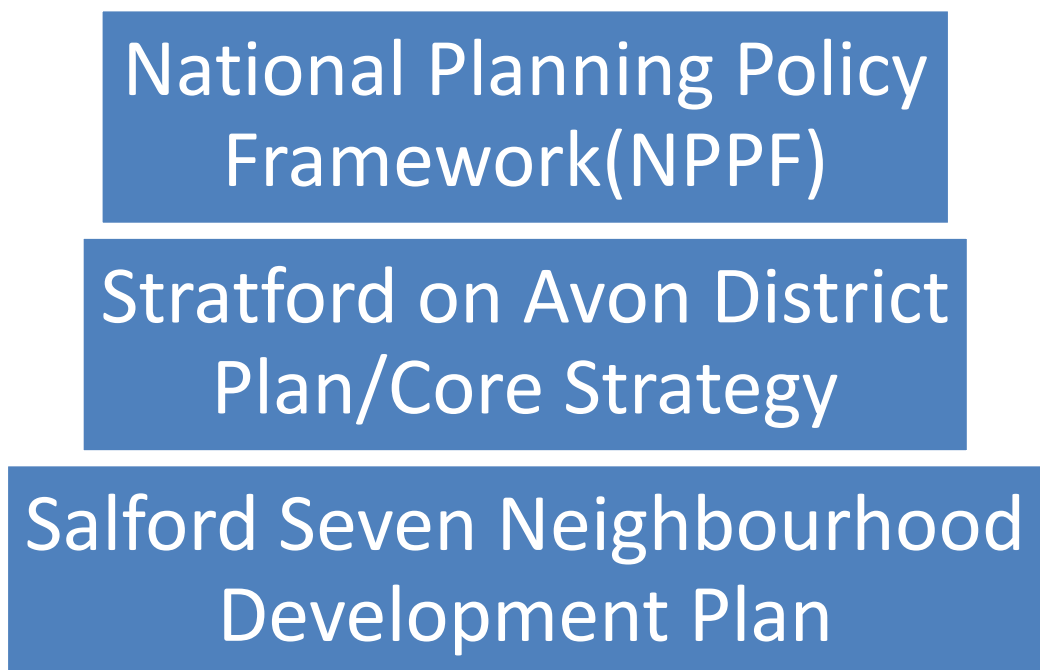 National Planning Policy
Framework(NPPF)
Stratford on Avon District
Plan/Core Strategy
Salford Seven Neighbourhood
Development Plan